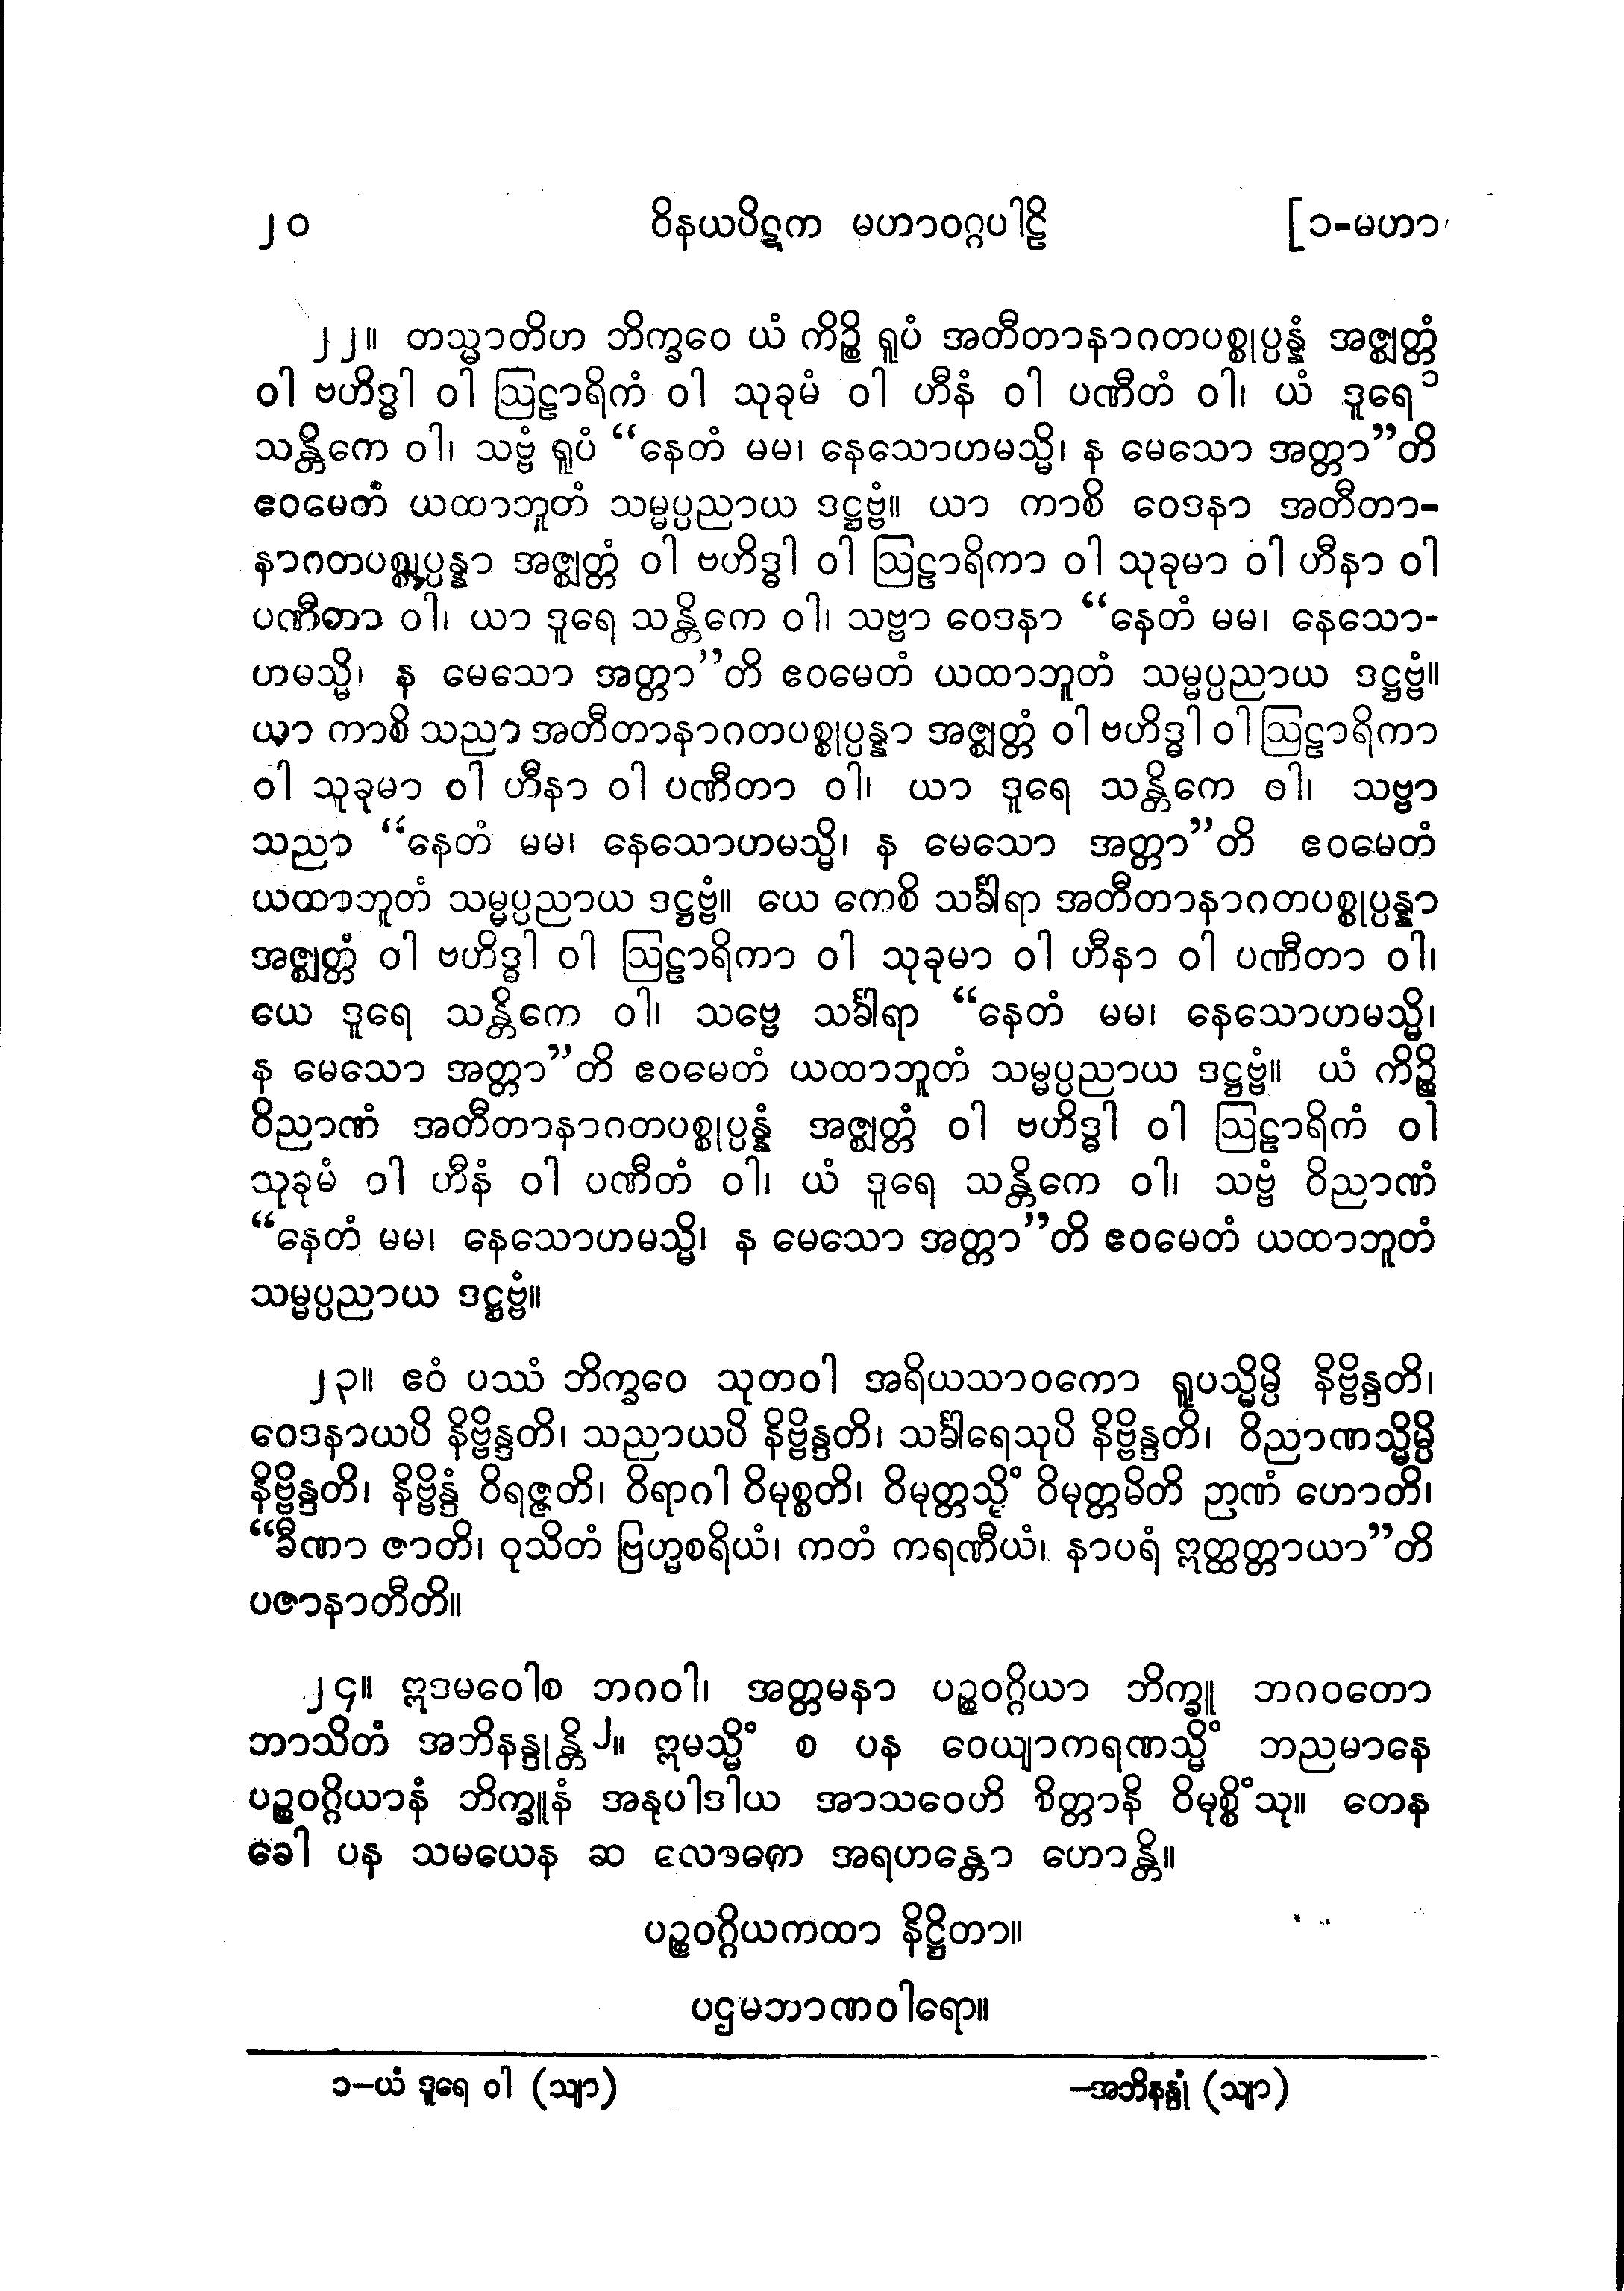 ၂၀ ဝိနယပိဋက မဟာဝဂ္ဂပါဠိ [၁-မဟာ
၂၂။ တသ္မာတိဟ ဘိက္ခဝေ ယံ ကိဉ္စိ ရူပံ အတီတာနာဂတပစ္စုပ္ပန္နံ အဇ္ဈတ္တံ
ဝါ ဗဟိဒ္ဓါ ဝါ ဩဠာရိကံ ဝါ သုခုမံ ဝါ ဟီနံ ဝါ ပဏီတံ ဝါ၊ ယံ ဒူရေ ၁
သန္တိကေ ဝါ၊ သဗ္ဗံ ရူပံ “နေတံ မမ၊ နေသောဟမသ္မိ၊ န မေသော အတ္တာ”တိ
ဧဝမေတံ ယထာဘူတံ သမ္မပ္ပညာယ ဒဋ္ဌဗ္ဗံ။ ယာ ကာစိ ဝေဒနာ အတီတာ-
နာဂတပစ္စုပ္ပန္နာ အဇ္ဈတ္တံ ဝါ ဗဟိဒ္ဓါ ဝါ ဩဠာရိကာ ဝါ သုခုမာ ဝါ ဟီနာ ဝါ
ပဏီတာ ဝါ၊ ယာ ဒူရေ သန္တိကေ ဝါ၊ သဗ္ဗာ ဝေဒနာ “နေတံ မမ၊ နေသော-
ဟမသ္မိ၊ န မေသော အတ္တာ”တိ ဧဝမေတံ ယထာဘူတံ သမ္မပ္ပညာယ ဒဋ္ဌဗ္ဗံ။
ယာ ကာစိ သညာ အတီတာနာဂတပစ္စုပ္ပန္နာ အဇ္ဈတ္တံ ဝါ ဗဟိဒ္ဓါ ဝါ ဩဠာရိကာ
ဝါ သုခုမာ ဝါ ဟီနာ ဝါ ပဏီတာ ဝါ၊ ယာ ဒူရေ သန္တိကေ ဝါ၊ သဗ္ဗာ
သညာ “နေတံ မမ၊ နေသောဟမသ္မိ၊ န မေသော အတ္တာ”တိ ဧဝမေတံ
ယထာဘူတံ သမ္မပ္ပညာယ ဒဋ္ဌဗ္ဗံ။ ယေ ကေစိ သင်္ခါရာ အတီတာနာဂတပစ္စုပ္ပန္နာ
အဇ္ဈတ္တံ ဝါ ဗဟိဒ္ဓါ ဝါ ဩဠာရိကာ ဝါ သုခုမာ ဝါ ဟီနာ ဝါ ပဏီတာ ဝါ၊
ယေ ဒူရေ သန္တိကေ ဝါ၊ သဗ္ဗေ သင်္ခါရာ “နေတံ မမ၊ နေသောဟမသ္မိ၊
န မေသော အတ္တာ”တိ ဧဝမေတံ ယထာဘူတံ သမ္မပ္ပညာယ ဒဋ္ဌဗ္ဗံ။ ယံ ကိဉ္စိ
ဝိညာဏံ အတီတာနာဂတပစ္စုပ္ပန္နံ အဇ္ဈတ္တံ ဝါ ဗဟိဒ္ဓါ ဝါ ဩဠာရိကံ ဝါ
သုခုမံ ဝါ ဟီနံ ဝါ ပဏီတံ ဝါ၊ ယံ ဒူရေ သန္တိကေ ဝါ၊ သဗ္ဗံ ဝိညာဏံ
“နေတံ မမ၊ နေသောဟမသ္မိ၊ န မေသော အတ္တာ”တိ ဧဝမေတံ ယထာဘူတံ
သမ္မပ္ပညာယ ဒဋ္ဌဗ္ဗံ။
၂၃။ ဧဝံ ပဿံ ဘိက္ခဝေ သုတဝါ အရိယသာဝကော ရူပသ္မိမ္ပိ နိဗ္ဗိန္ဒတိ၊
ဝေဒနာယပိ နိဗ္ဗိန္ဒတိ၊ သညာယပိ နိဗ္ဗိန္ဒတိ၊ သင်္ခါရေသုပိ နိဗ္ဗိန္ဒတိ၊ ဝိညာဏသ္မိမ္ပိ
နိဗ္ဗိန္ဒတိ၊ နိဗ္ဗိန္ဒံ ဝိရဇ္ဇတိ၊ ဝိရာဂါ ဝိမုစ္စတိ၊ ဝိမုတ္တသ္မိံ ဝိမုတ္တမိတိ ဉာဏံ ဟောတိ၊
“ခီဏာ ဇာတိ၊ ဝုသိတံ ဗြဟ္မစရိယံ၊ ကတံ ကရဏီယံ၊ နာပရံ ဣတ္ထတ္တာယာ”တိ
ပဇာနာတီတိ။
၂၄။ ဣဒမဝေါစ ဘဂဝါ၊ အတ္တမနာ ပဉ္စဝဂ္ဂိယာ ဘိက္ခူ ဘဂဝတော
ဘာသိတံ အဘိနန္ဒုန္တိ ၂။ ဣမသ္မိံ စ ပန ဝေယျာကရဏသ္မိံ ဘညမာနေ
ပဉ္စဝဂ္ဂိယာနံ ဘိက္ခူနံ အနုပါဒါယ အာသဝေဟိ စိတ္တာနိ ဝိမုစ္စိံသု။ တေန
ခေါ ပန သမယေန ဆ လောကေ အရဟန္တော ဟောန္တိ။
ပဉ္စဝဂ္ဂိယကထာ နိဋ္ဌိတာ။
ပဌမဘာဏဝါရော။
၁-ယံ ဒူရေ ဝါ (သျာ) -အဘိနန္ဒုံ (သျာ)